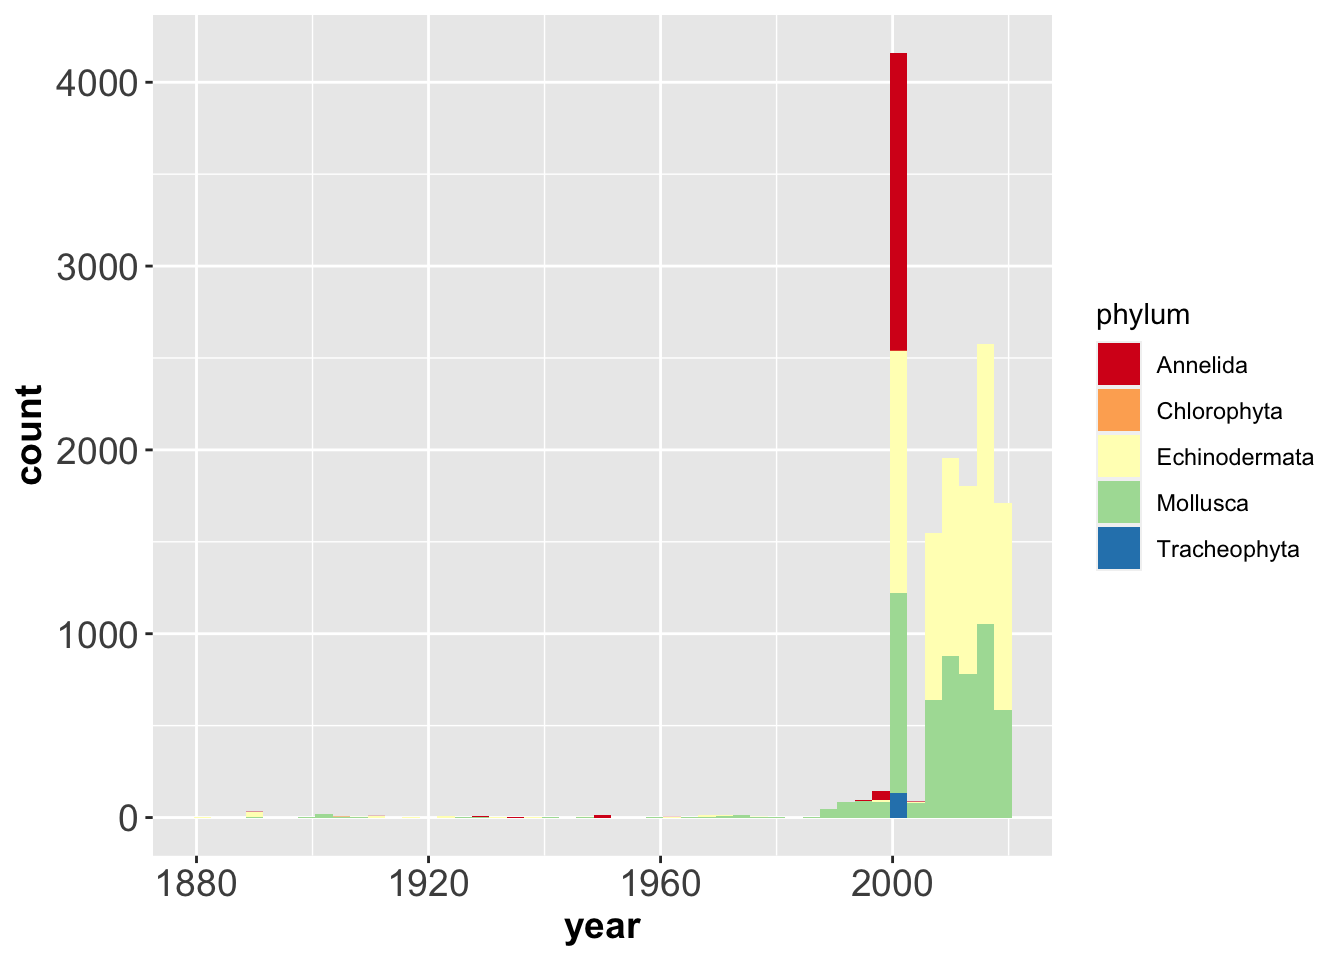 4000
3000
2000
1000
0
count
1880 1920 1960 2000
year
phylum
Annelida
Chlorophyta
Echinodermata
Mollusca
Tracheophyta